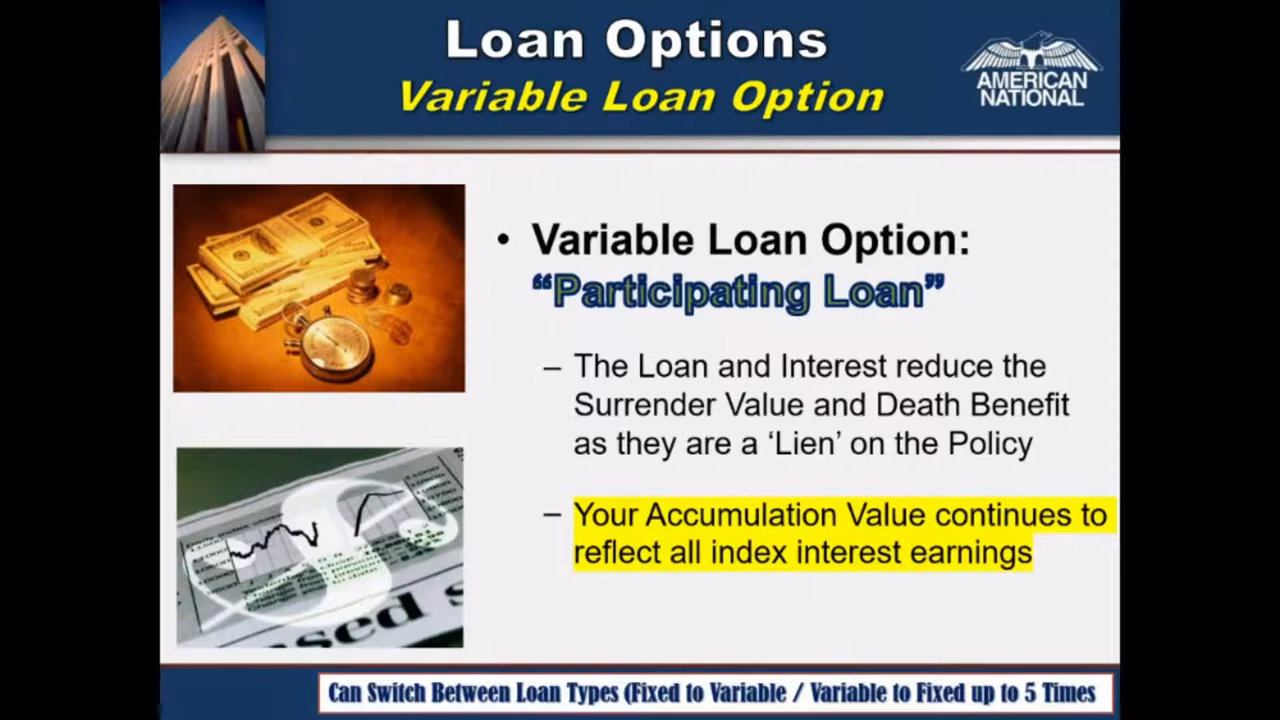 Loan Options
Variable Loan Option
AMERICAN
NATIONAL
• Variable Loan Option:
“Participating Loan”
– The Loan and Interest reduce the
Surrender Value and Death Benefit
as they are a ‘Lien’ on the Policy
– Your Accumulation Value continues to
reflect all index interest earnings
Can Switch Between Loan Types (Fixed to Variable / Variable to Fixed up to 5 Times